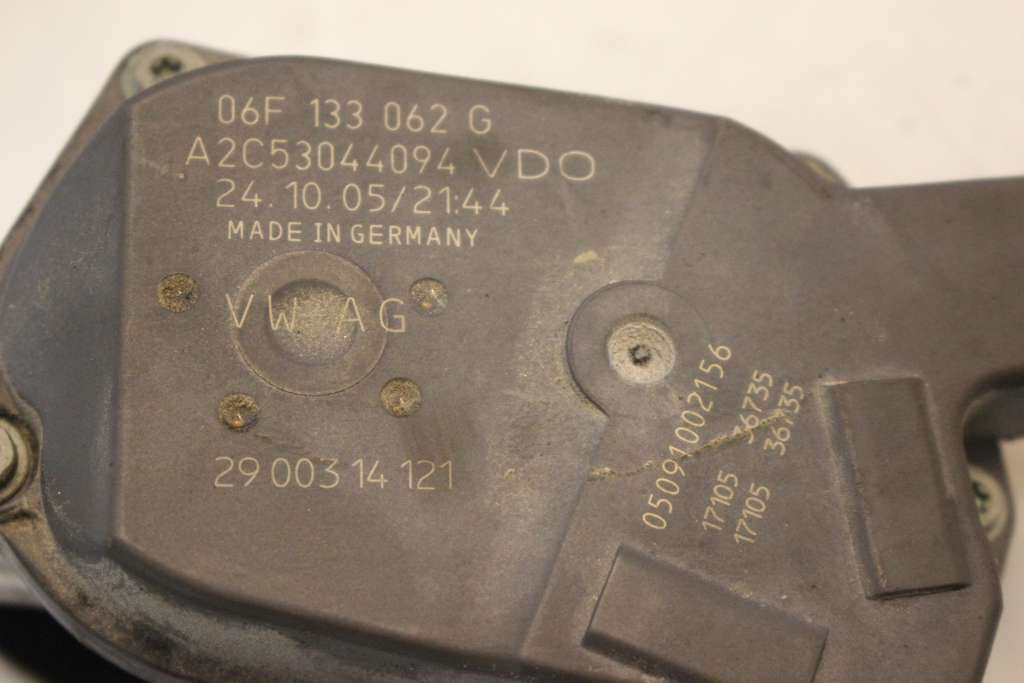 06F 133 062 G
A2C53044094 VDO
24.10.05/21:44
MADE IN GERMANY
VW AG
29 003 14 121
05091002156
17105 36735
17105 36735